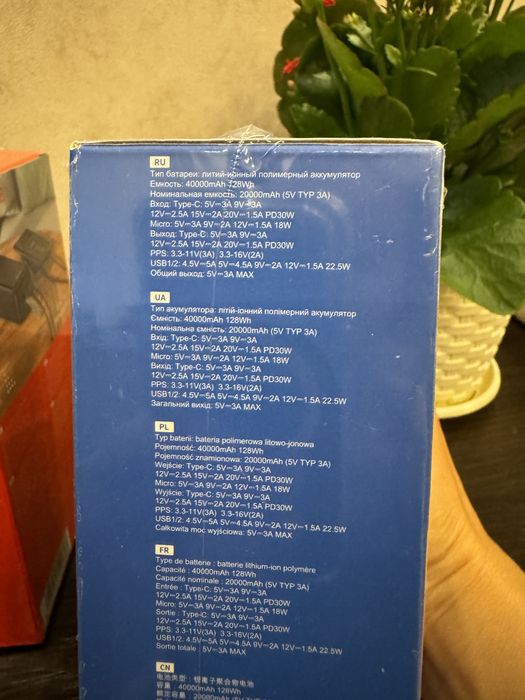 RU
Тип батареи: литий-ионный полимерный аккумулятор
Емкость: 40000mAh 128Wh
Номинальная емкость: 20000mAh (5V TYP 3A)
Вход: Type-C: 5V⎓3A 9V⎓3A
12V⎓2.5A 15V⎓2A 20V⎓1.5A PD30W
Micro: 5V⎓3A 9V⎓2A 12V⎓1.5A 18W
Выход: Type-C: 5V⎓3A 9V⎓3A
12V⎓2.5A 15V⎓2A 20V⎓1.5A PD30W
PPS: 3.3-11V(3A) 3.3-16V(2A)
USB1/2: 4.5V⎓5A 5V⎓4.5A 9V⎓2A 12V⎓1.5A 22.5W
Общий выход: 5V⎓3A MAX
UA
Тип акумулятора: літій-іонний полімерний акумулятор
Ємність: 40000mAh 128Wh
Номінальна ємність: 20000mAh (5V TYP 3A)
Вхід: Type-C: 5V⎓3A 9V⎓3A
12V⎓2.5A 15V⎓2A 20V⎓1.5A PD30W
Micro: 5V⎓3A 9V⎓2A 12V⎓1.5A 18W
Вихід: Type-C: 5V⎓3A 9V⎓3A
12V⎓2.5A 15V⎓2A 20V⎓1.5A PD30W
PPS: 3.3-11V(3A) 3.3-16V(2A)
USB1/2: 4.5V⎓5A 5V⎓4.5A 9V⎓2A 12V⎓1.5A 22.5W
Загальний вихід: 5V⎓3A MAX
PL
Typ baterii: bateria polimerowa litowo-jonowa
Pojemność: 40000mAh 128Wh
Pojemność znamionowa: 20000mAh (5V TYP 3A)
Wejście: Type-C: 5V⎓3A 9V⎓3A
12V⎓2.5A 15V⎓2A 20V⎓1.5A PD30W
Micro: 5V⎓3A 9V⎓2A 12V⎓1.5A 18W
Wyjście: Type-C: 5V⎓3A 9V⎓3A
12V⎓2.5A 15V⎓2A 20V⎓1.5A PD30W
PPS: 3.3-11V(3A) 3.3-16V(2A)
USB1/2: 4.5V⎓5A 5V⎓4.5A 9V⎓2A 12V⎓1.5A 22.5W
Całkowita moc wyjściowa: 5V⎓3A MAX
FR
Type de batterie : batterie lithium-ion polymère
Capacité : 40000mAh 128Wh
Capacité nominale : 20000mAh (5V TYP 3A)
Entrée : Type-C: 5V⎓3A 9V⎓3A
12V⎓2.5A 15V⎓2A 20V⎓1.5A PD30W
Micro: 5V⎓3A 9V⎓2A 12V⎓1.5A 18W
Sortie : Type-C: 5V⎓3A 9V⎓3A
12V⎓2.5A 15V⎓2A 20V⎓1.5A PD30W
PPS: 3.3-11V(3A) 3.3-16V(2A)
USB1/2: 4.5V⎓5A 5V⎓4.5A 9V⎓2A 12V⎓1.5A 22.5W
Sortie totale : 5V⎓3A MAX
CN
电池类型: 锂离子聚合物电池
容量: 40000mAh 128Wh
额定容量: 20000mAh (5V TYP 3A)